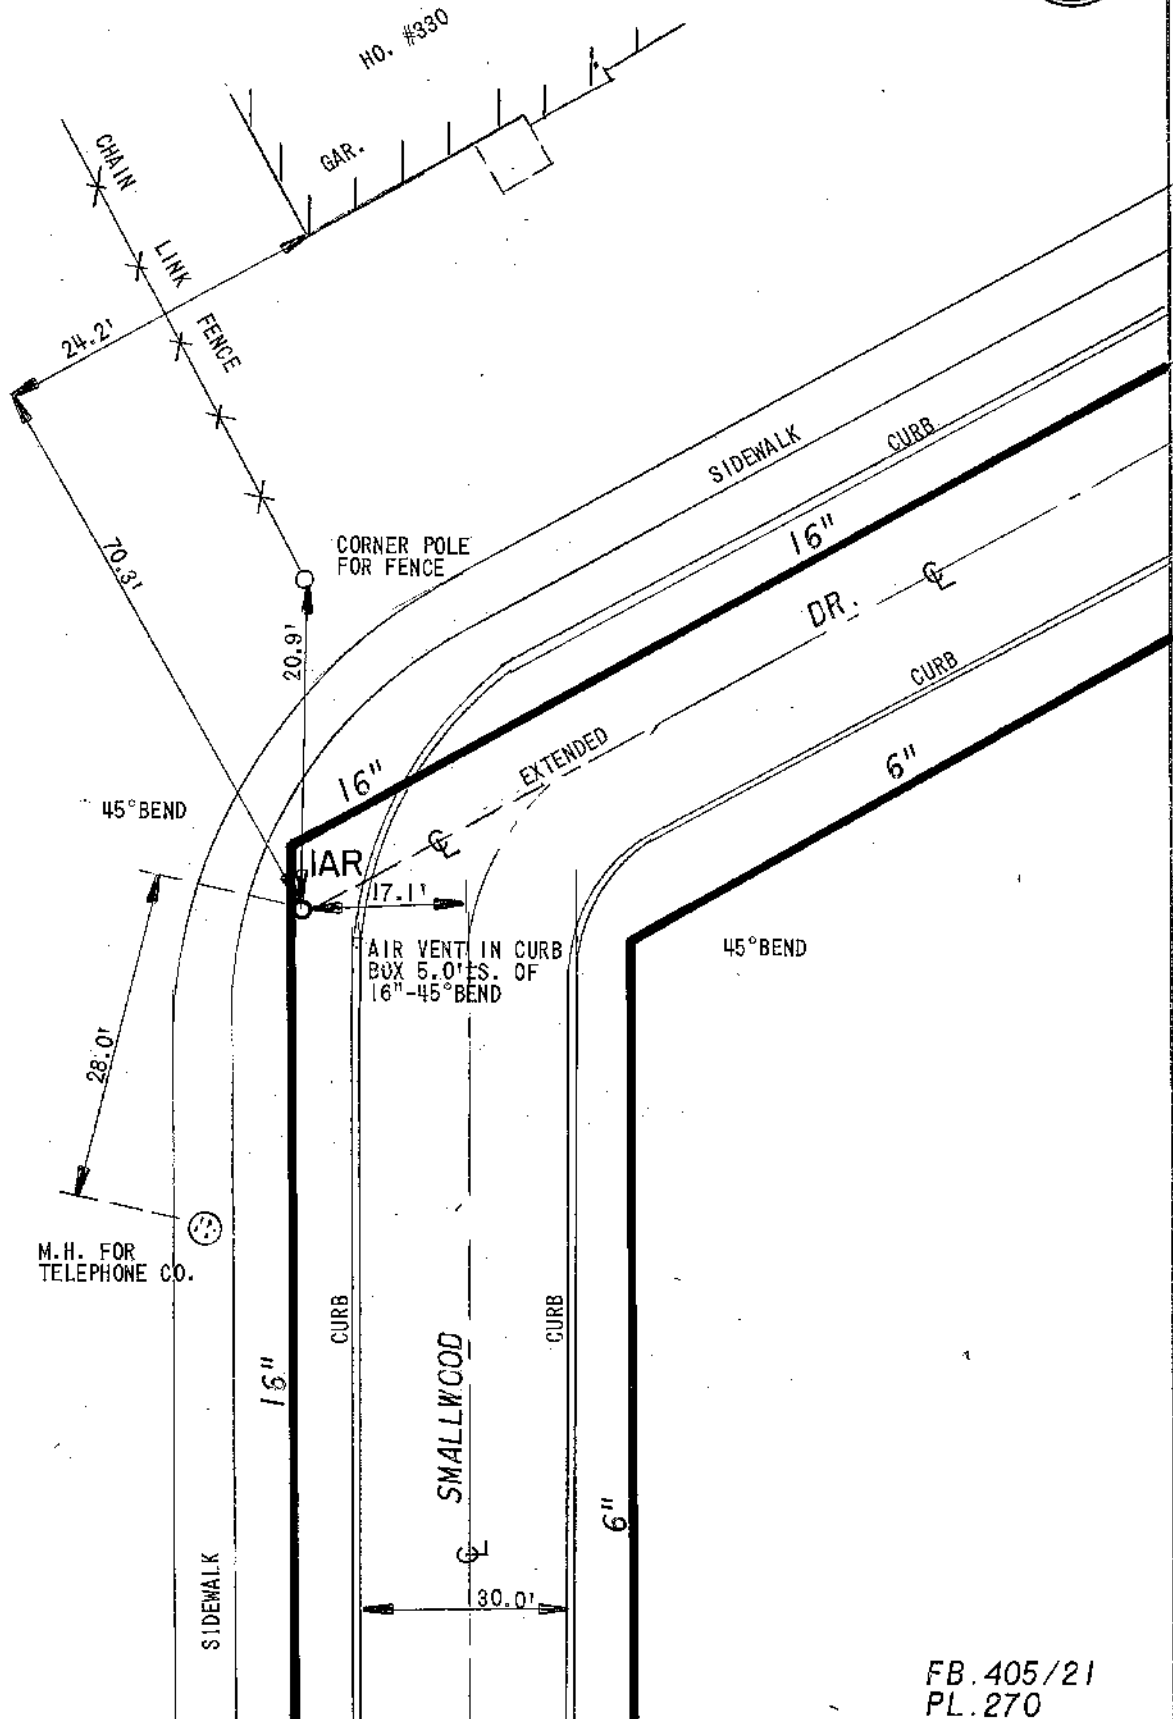 HO. #330
GAR.
CHAIN
LINK
FENCE
24.2'
70.3'
SIDEWALK
CURB
16"
CORNER POLE
FOR FENCE
20.9'
DR.
℄
CURB
EXTENDED
6"
16"
45°BEND
℄
1AR
17.1'
45°BEND
AIR VENT IN CURB
BOX 5.0'±S. OF
16"-45°BEND
28.0'
M.H. FOR
TELEPHONE CO.
CURB
CURB
SMALLWOOD
16"
6"
℄
SIDEWALK
30.0'
FB.405/21
PL.270